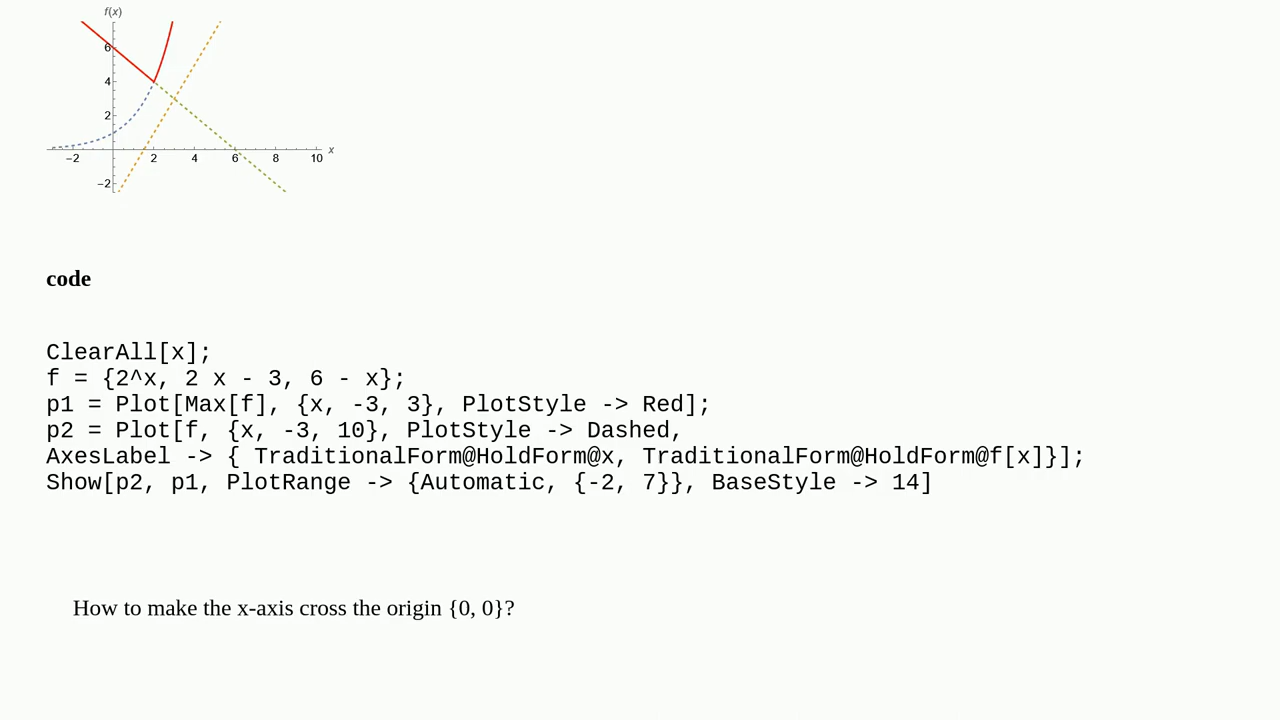 f(x)
6
4
2
−2 2 4 6 8 10 x
−2
code
ClearAll[x];
f = {2^x, 2 x - 3, 6 - x};
p1 = Plot[Max[f], {x, -3, 3}, PlotStyle -> Red];
p2 = Plot[f, {x, -3, 10}, PlotStyle -> Dashed,
AxesLabel -> { TraditionalForm@HoldForm@x, TraditionalForm@HoldForm@f[x]}];
Show[p2, p1, PlotRange -> {Automatic, {-2, 7}}, BaseStyle -> 14]
How to make the x-axis cross the origin {0, 0}?